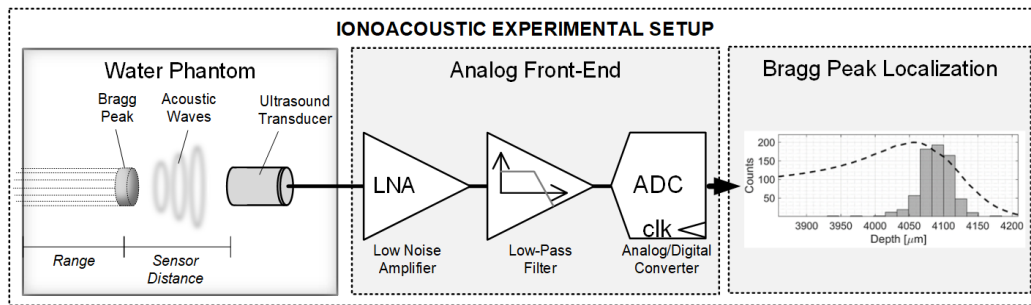 IONOACOUSTIC EXPERIMENTAL SETUP
Water Phantom
Bragg
Peak
Acoustic
Waves
Ultrasound
Transducer
Range
Sensor
Distance
Analog Front-End
LNA
ADC
clk
Low Noise
Amplifier
Low-Pass
Filter
Analog/Digital
Converter
Bragg Peak Localization
Counts
200
150
100
50
3900
3950
4000
4050
4100
4150
4210
Depth [μm]